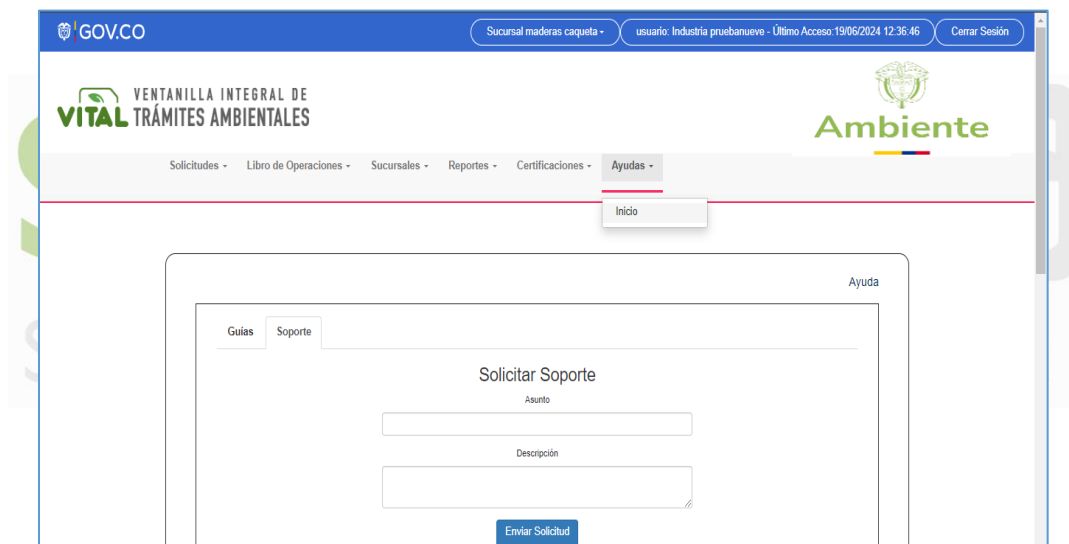 GOV.CO
Sucursal maderas caqueta
usuario: Industria pruebanueve - Último Acceso:19/06/2024 12:36:46
Cerrar Sesión
VITAL
VENTANILLA INTEGRAL DE
TRÁMITES AMBIENTALES
Ambiente
Solicitudes
Libro de Operaciones
Sucursales
Reportes
Certificaciones
Ayudas
Inicio
Ayuda
Guías
Soporte
Solicitar Soporte
Asunto
Descripción
Enviar Solicitud